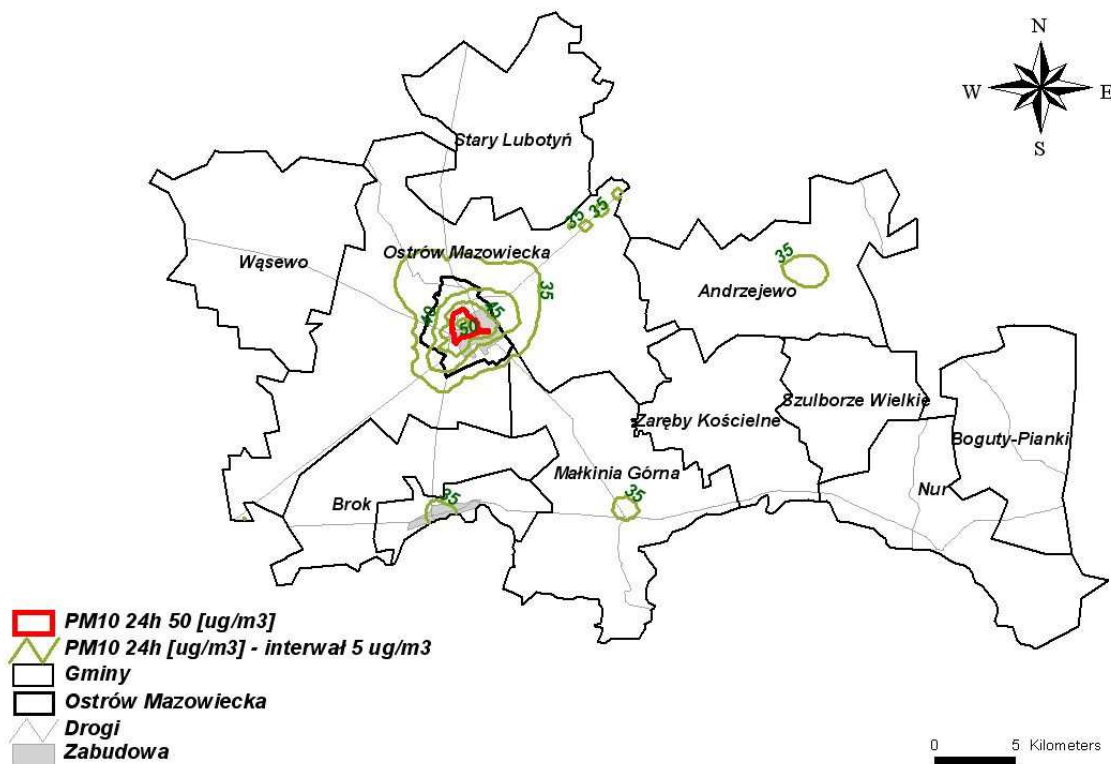 N
W
E
S
Stary Lubotyń
35
35
Ostrów Mazowiecka
Wąsewo
35
35
Andrzejewo
40
45
50
Szulborze Wielkie
Zaręby Kościelne
Boguty-Pianki
Małkinia Górna
Nur
35
35
Brok
PM10 24h 50 [ug/m3]
PM10 24h [ug/m3] - interwał 5 ug/m3
Gminy
Ostrów Mazowiecka
Drogi
Zabudowa
0 5 Kilometers